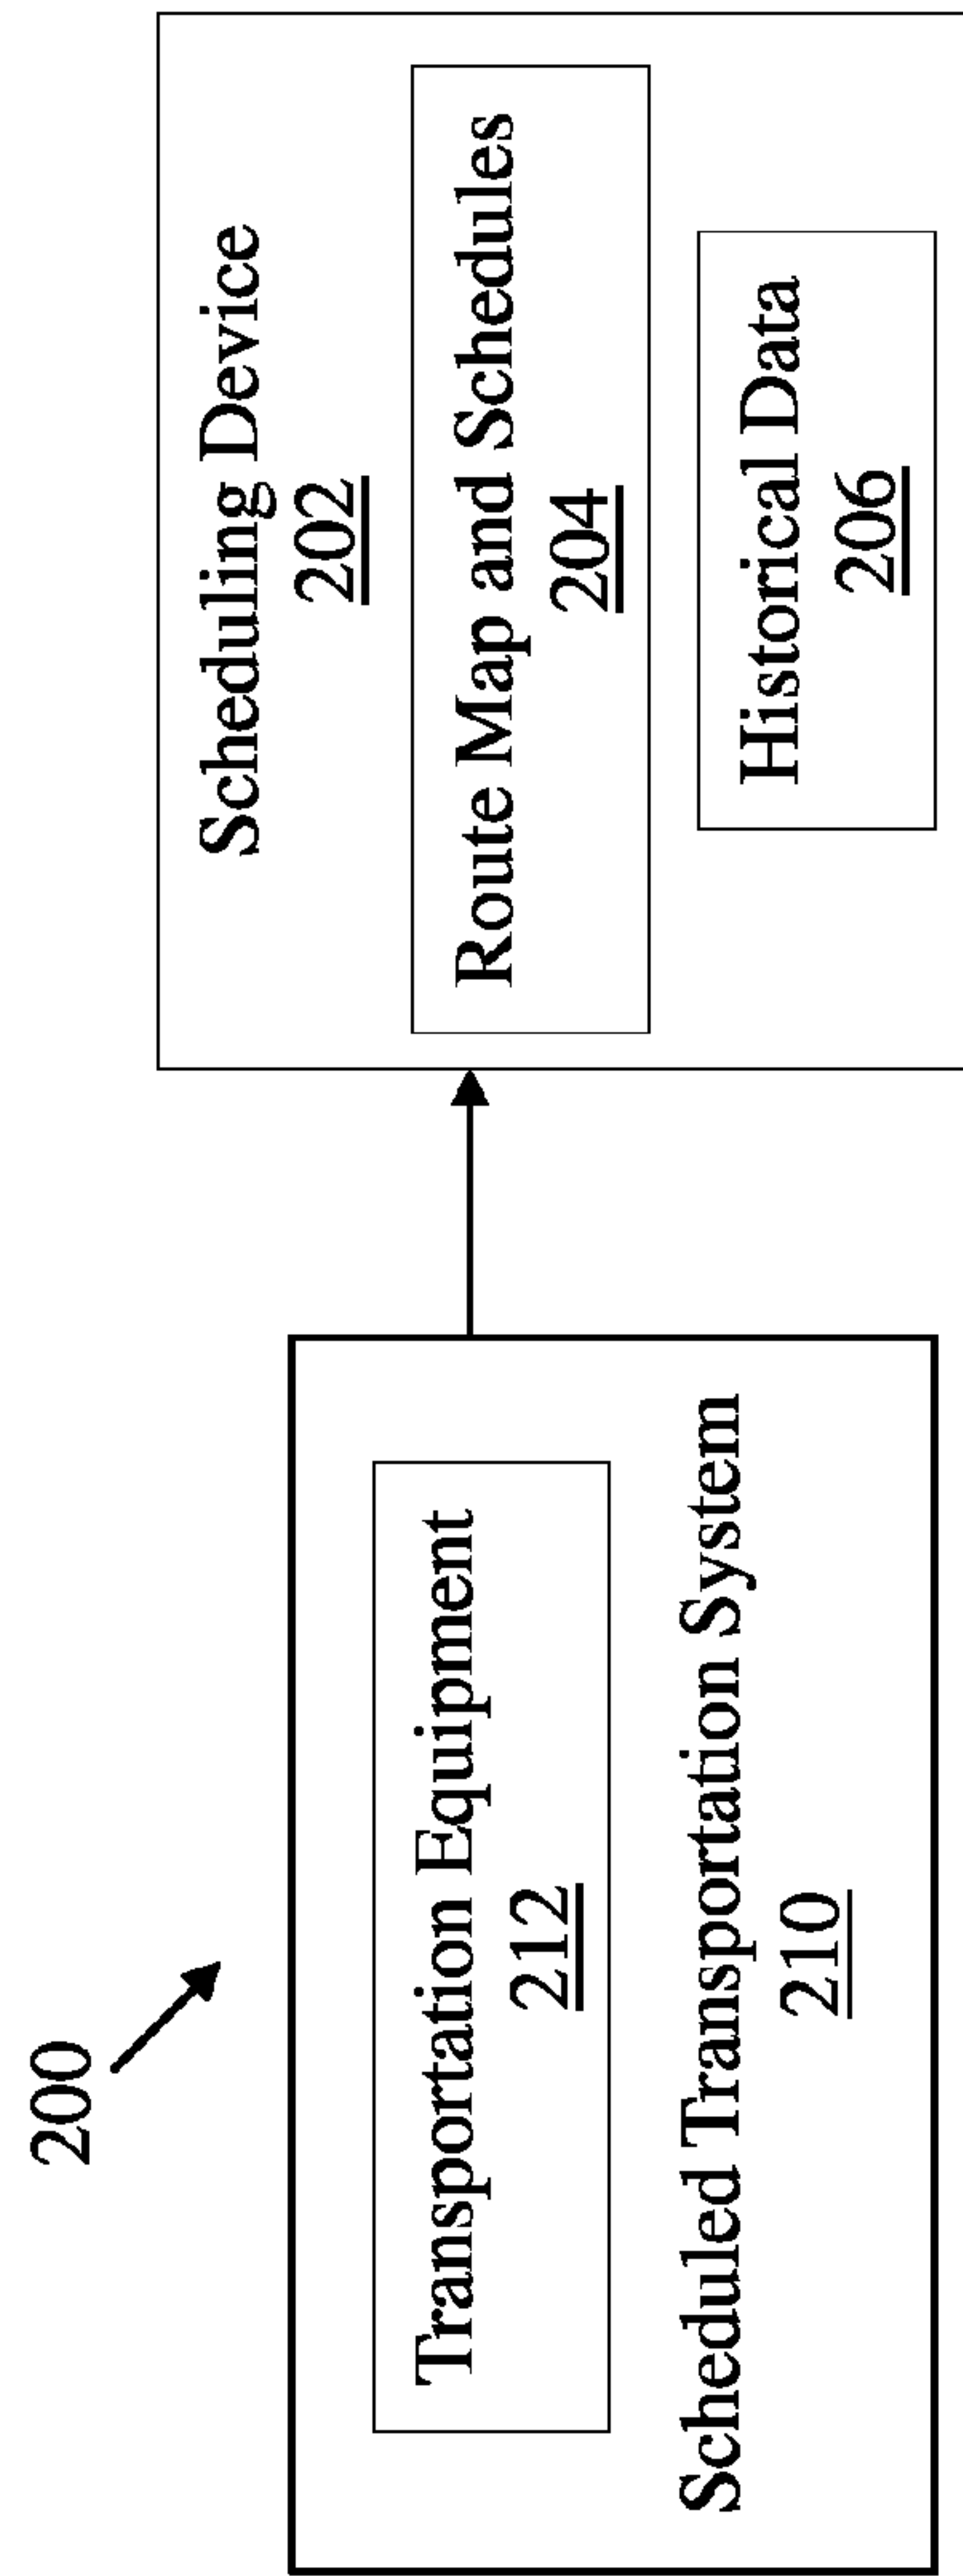 200
Transportation Equipment
212
Scheduled Transportation System
210
Scheduling Device
202
Route Map and Schedules
204
Historical Data
206